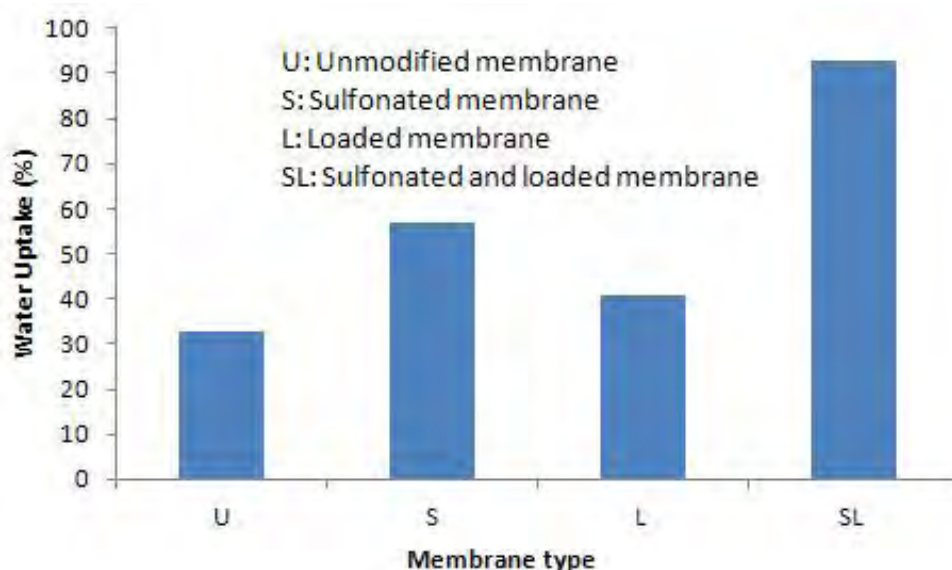 100
90
80
70
60
50
40
30
20
10
0
Water Uptake (%)
U: Unmodified membrane
S: Sulfonated membrane
L: Loaded membrane
SL: Sulfonated and loaded membrane
U S L SL
Membrane type